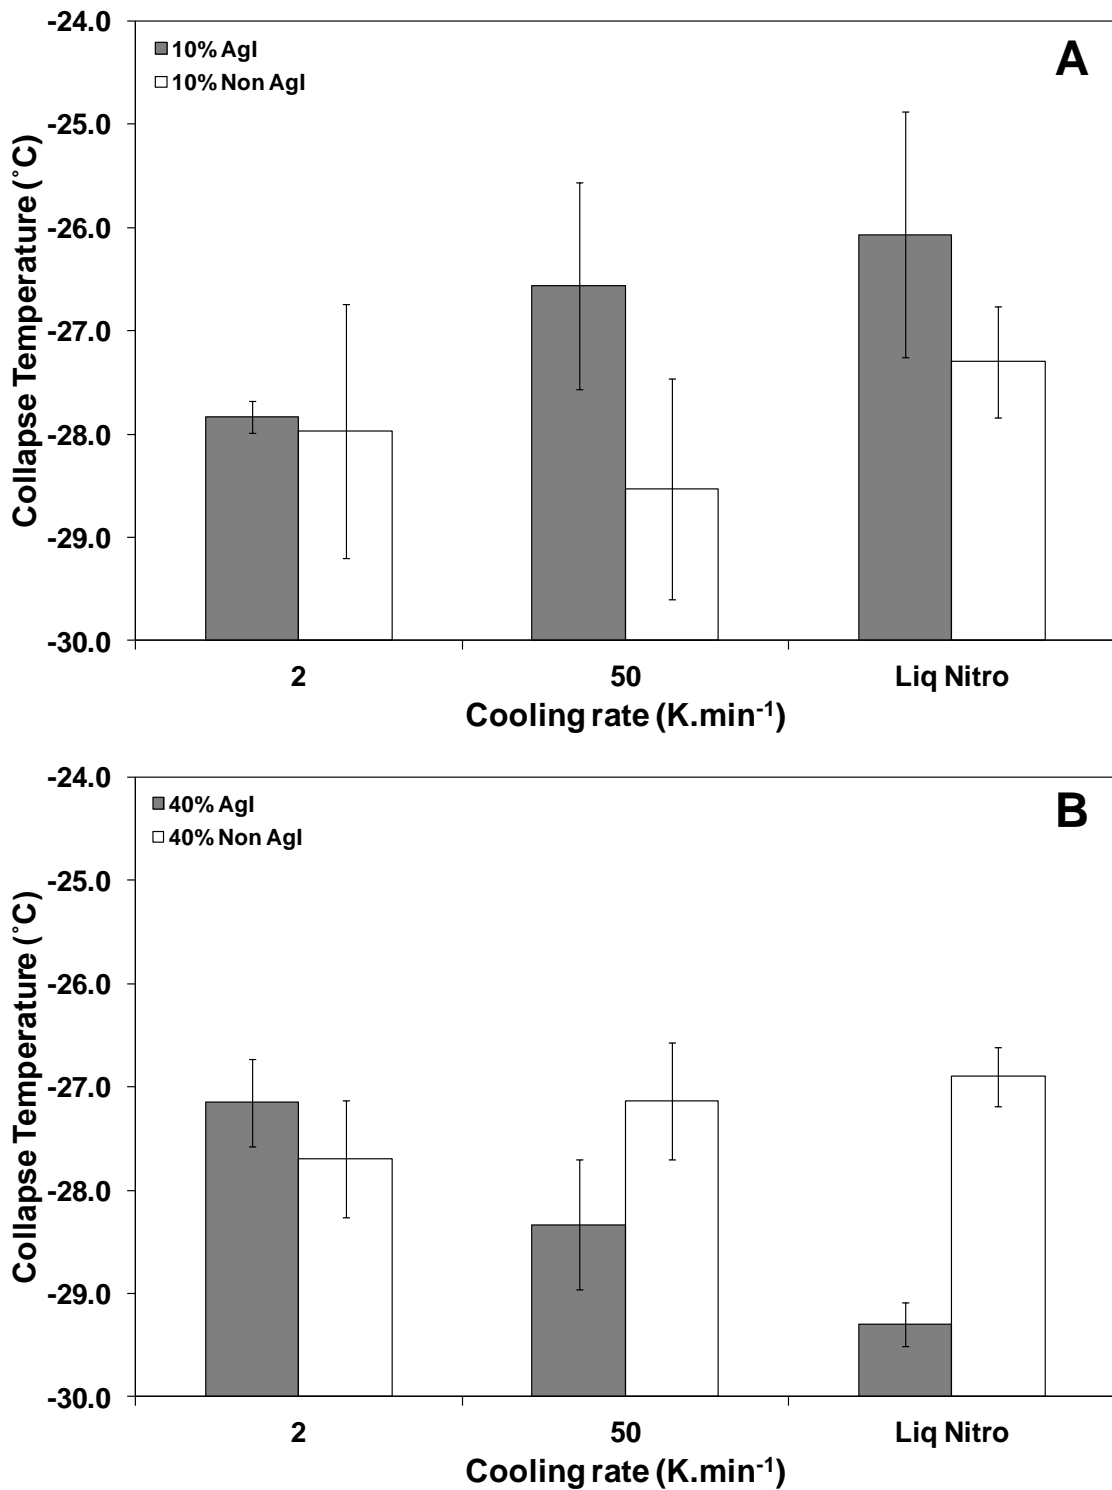 -24.0
10% AgI
10% Non AgI
A
-25.0
-26.0
-27.0
-28.0
-29.0
-30.0
Collapse Temperature (˚C)
2
50
Liq Nitro
Cooling rate (K.min-1)
-24.0
40% AgI
40% Non AgI
B
-25.0
-26.0
-27.0
-28.0
-29.0
-30.0
Collapse Temperature (˚C)
2
50
Liq Nitro
Cooling rate (K.min-1)